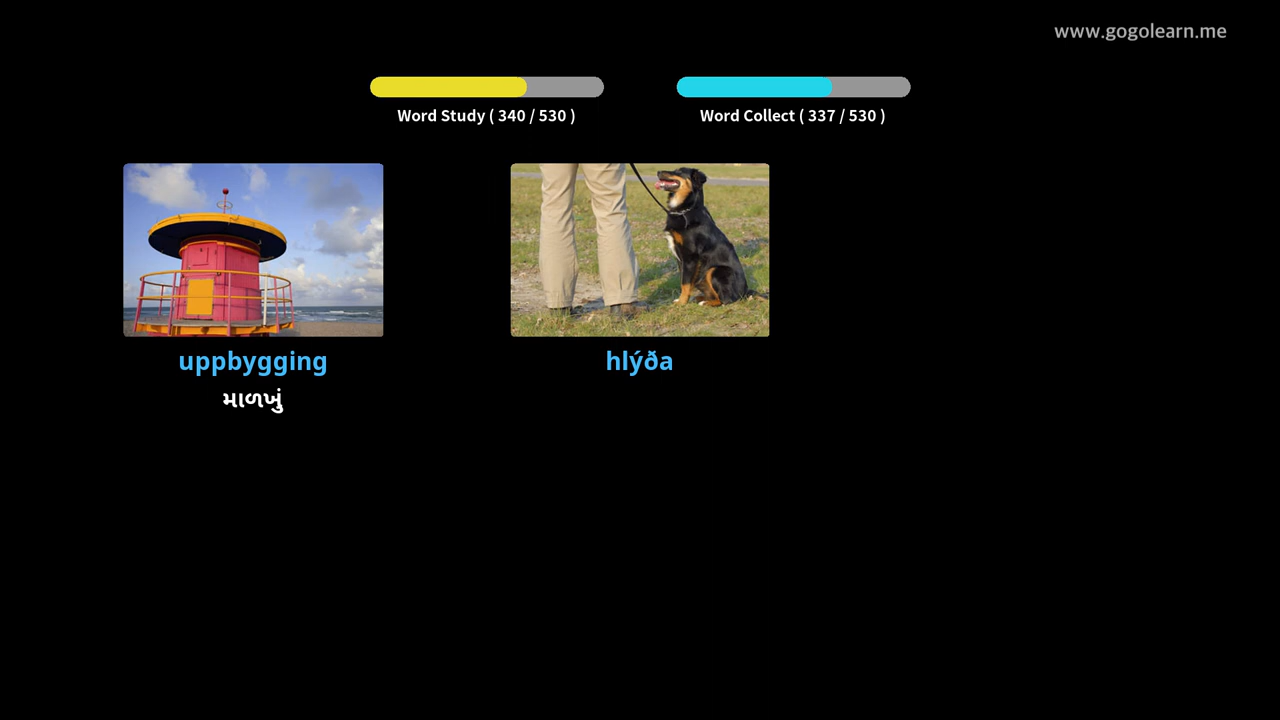 www.gogolearn.me
Word Study ( 340 / 530 )
Word Collect ( 337 / 530 )
uppbygging
માળખું
hlýða